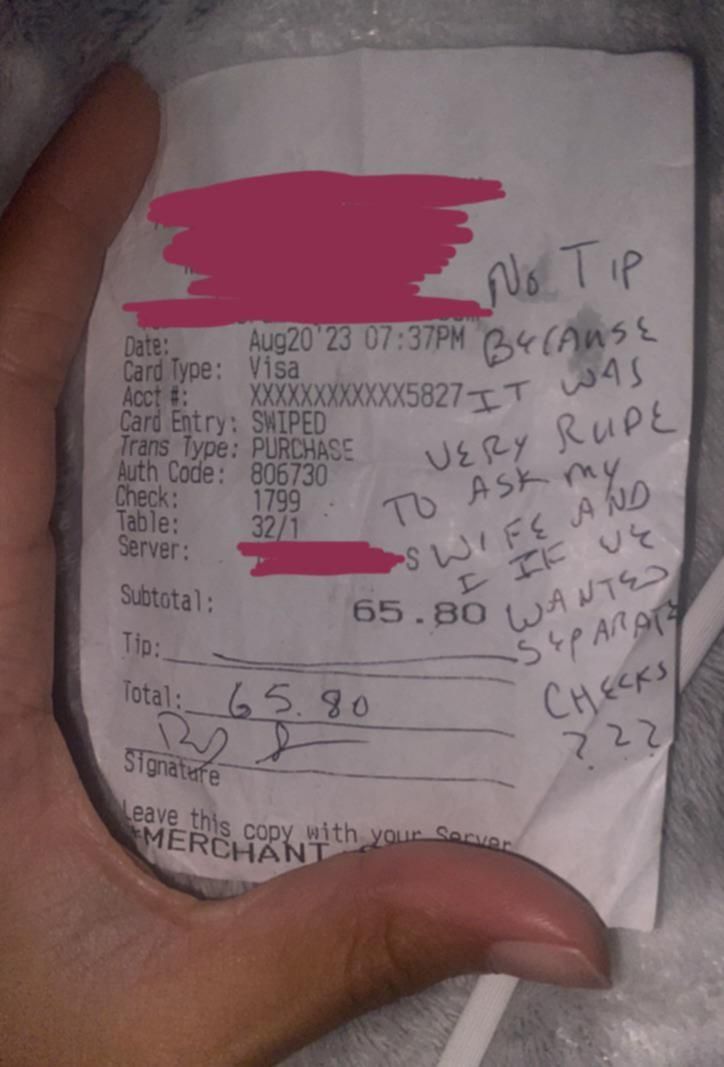 Date: Aug20'23 07:37PM
Card Type: Visa
Acct #: XXXXXXXXXXXX5827
Card Entry: SWIPED
Trans Type: PURCHASE
Auth Code: 806730
Check: 1799
Table: 32/1
Server: S
Subtotal: 65.80
Tip:
Total: 65.80
Signature
Leave this copy with your Server
*MERCHANT
NO TIP
BECAUSE
IT WAS
VERY RUDE
TO ASK MY
WIFE AND
I IF WE
WANTED
SEPARATE
CHECKS
???